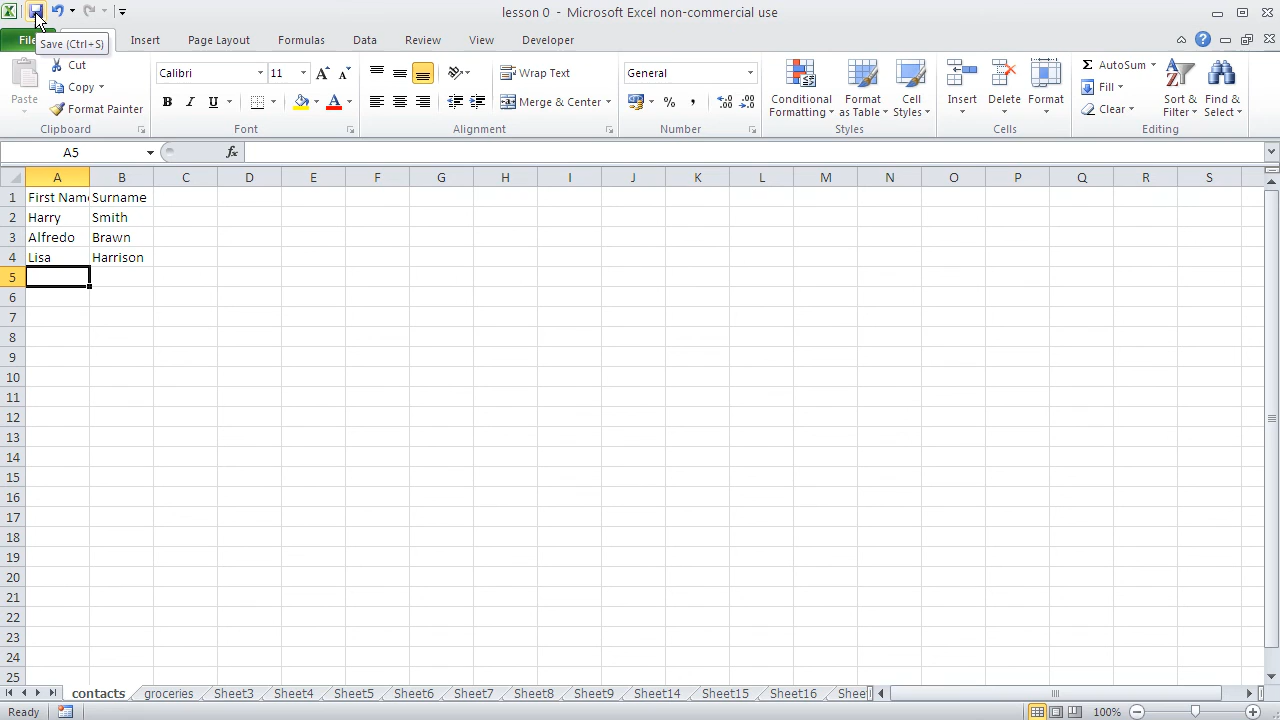 lesson 0 - Microsoft Excel non-commercial use
File
Insert
Page Layout
Formulas
Data
Review
View
Developer
Save (Ctrl+S)
Paste
Cut
Copy
Format Painter
Clipboard
Calibri
11
B
I
U
A
Font
Wrap Text
Merge & Center
Alignment
General
%
,
Number
Conditional
Formatting
Format
as Table
Cell
Styles
Styles
Insert
Delete
Format
Cells
AutoSum
Fill
Clear
Sort &
Filter
Find &
Select
Editing
A5
fx
A B C D E F G H I J K L M N O P Q R S
1 First Name Surname
2 Harry Smith
3 Alfredo Brawn
4 Lisa Harrison
5
6
7
8
9
10
11
12
13
14
15
16
17
18
19
20
21
22
23
24
25
contacts groceries Sheet3 Sheet4 Sheet5 Sheet6 Sheet7 Sheet8 Sheet9 Sheet14 Sheet15 Sheet16
Ready
100%